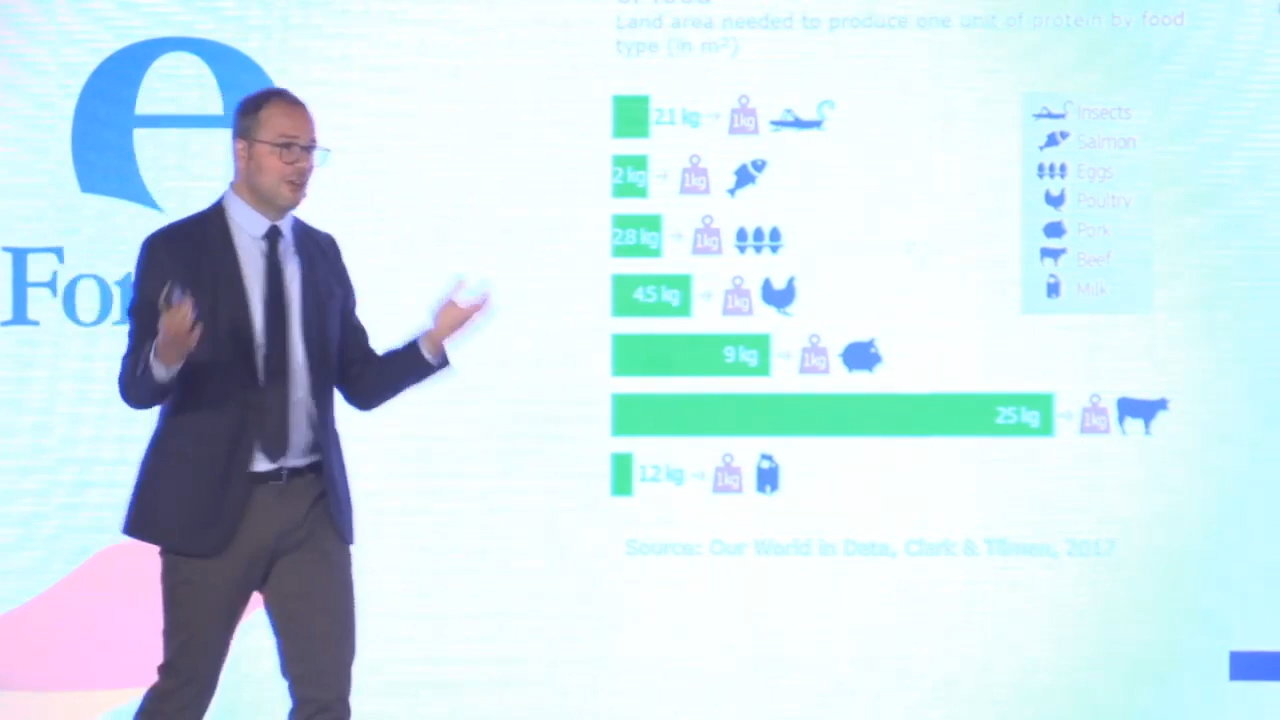 e
For
Land area needed to produce one unit of protein by food
type (in m²)
2.1 kg → 1kg
2 kg → 1kg
2.8 kg → 1kg
4.5 kg → 1kg
9 kg → 1kg
25 kg → 1kg
1.2 kg → 1kg
Insects
Salmon
Eggs
Poultry
Pork
Beef
Milk
Source: Our World in Data, Clark & Tilman, 2017